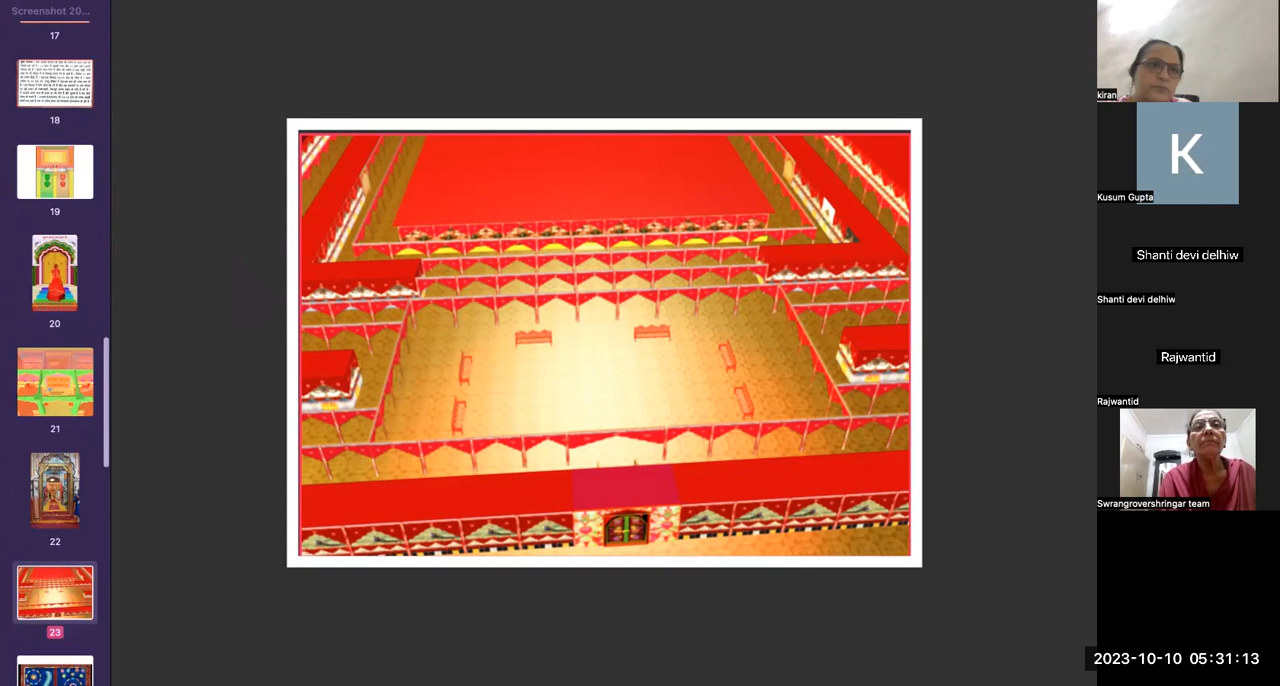 Screenshot 20...
17
18
19
20
21
22
23
kiran
K
Kusum Gupta
Shanti devi delhiw
Shanti devi delhiw
Rajwantid
Rajwantid
Swrangrovershringar team
2023-10-10 05:31:13